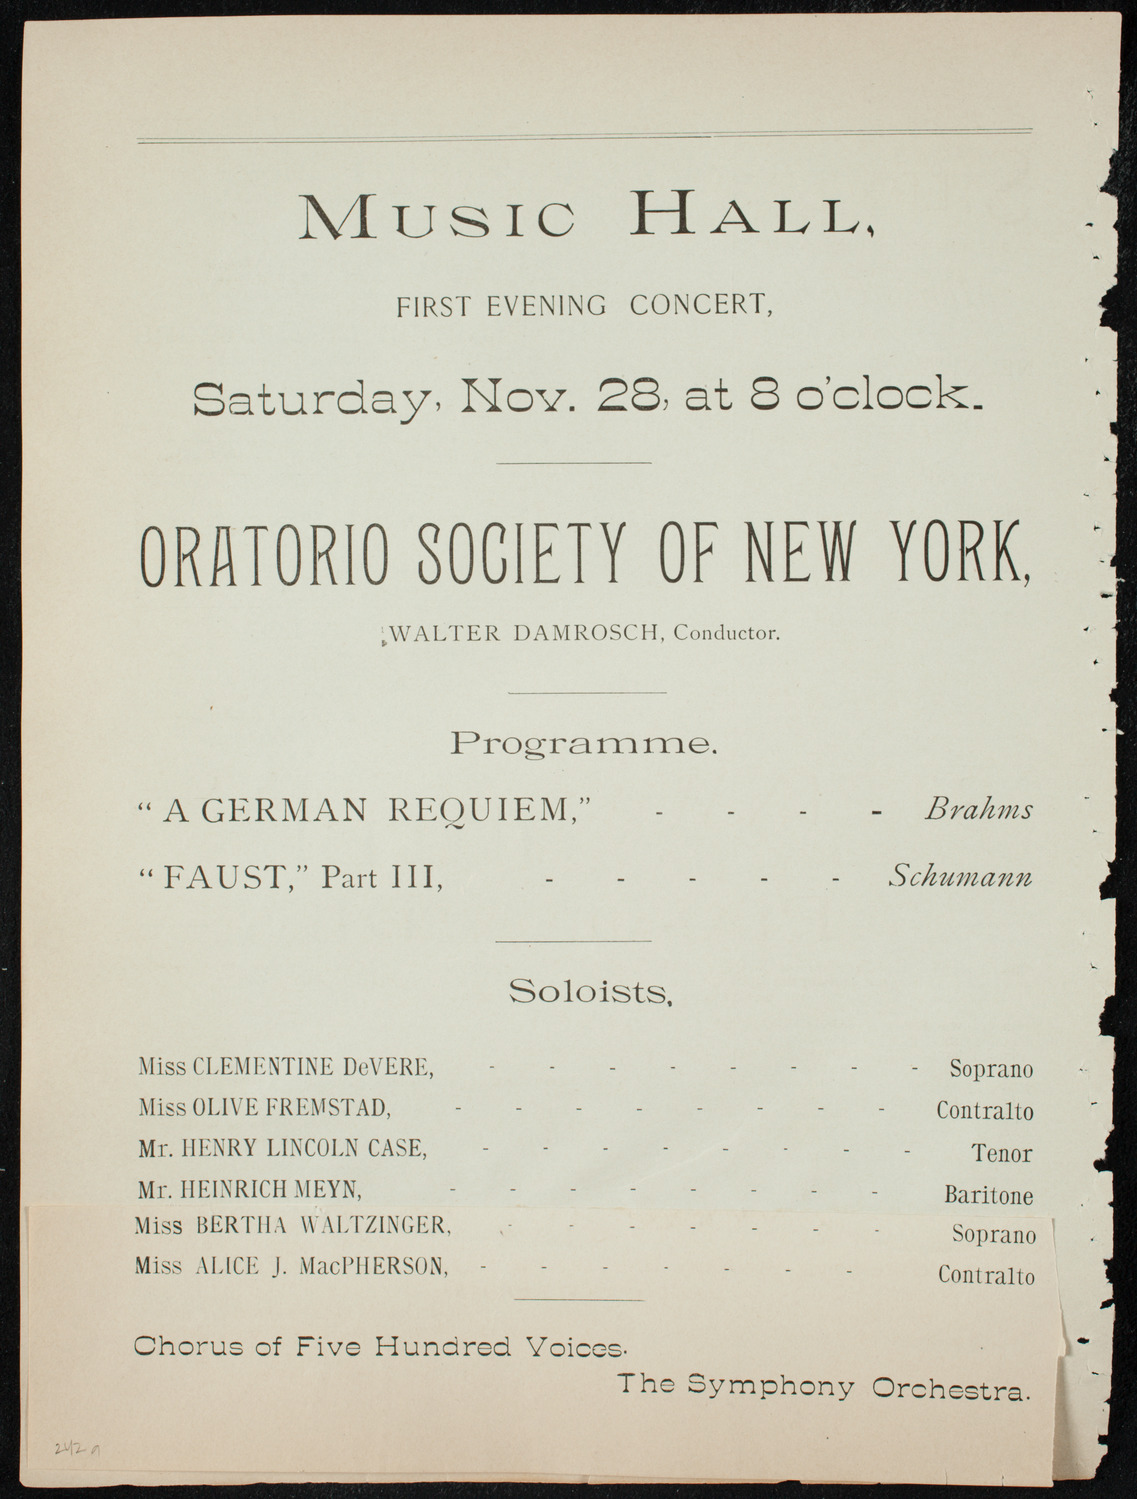 MUSIC HALL,
FIRST EVENING CONCERT,
Saturday, Nov. 28, at 8 o'clock.
ORATORIO SOCIETY OF NEW YORK,
WALTER DAMROSCH, Conductor.
Programme.
“ A GERMAN REQUIEM,” - - - - Brahms
“ FAUST,” Part III, - - - - - Schumann
Soloists,
Miss CLEMENTINE DeVERE, - - - - - - - - Soprano
Miss OLIVE FREMSTAD, - - - - - - - - Contralto
Mr. HENRY LINCOLN CASE, - - - - - - - - Tenor
Mr. HEINRICH MEYN, - - - - - - - - Baritone
Miss BERTHA WALTZINGER, - - - - - - - Soprano
Miss ALICE J. MacPHERSON, - - - - - - - Contralto
Chorus of Five Hundred Voices.
The Symphony Orchestra.
242 a